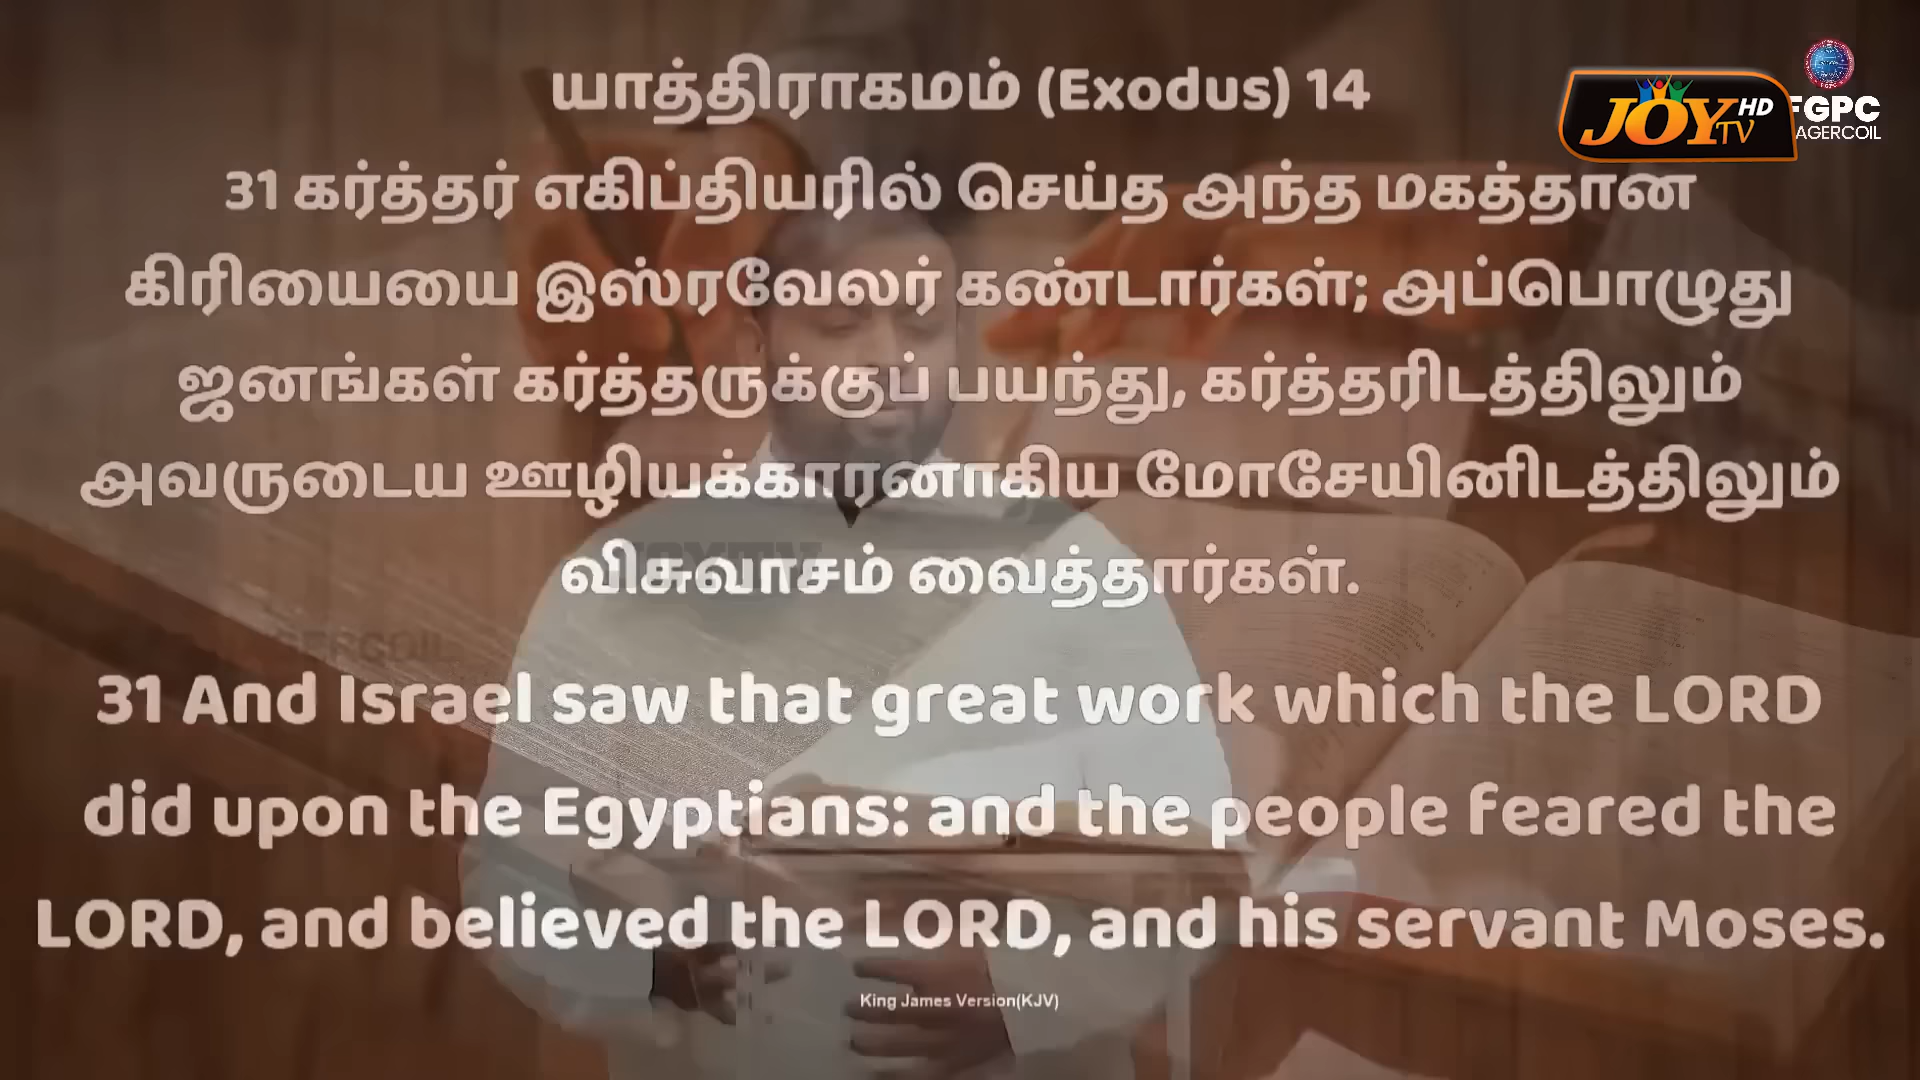 யாத்திராகமம் (Exodus) 14
31 கர்த்தர் எகிப்தியரில் செய்த அந்த மகத்தான
கிரியையை இஸ்ரவேலர் கண்டார்கள்; அப்பொழுது
ஜனங்கள் கர்த்தருக்குப் பயந்து, கர்த்தரிடத்திலும்
அவருடைய ஊழியக்காரனாகிய மோசேயினிடத்திலும்
விசுவாசம் வைத்தார்கள்.
31 And Israel saw that great work which the LORD
did upon the Egyptians: and the people feared the
LORD, and believed the LORD, and his servant Moses.
King James Version(KJV)
JOY TV HD
FGPC
AGERCOIL